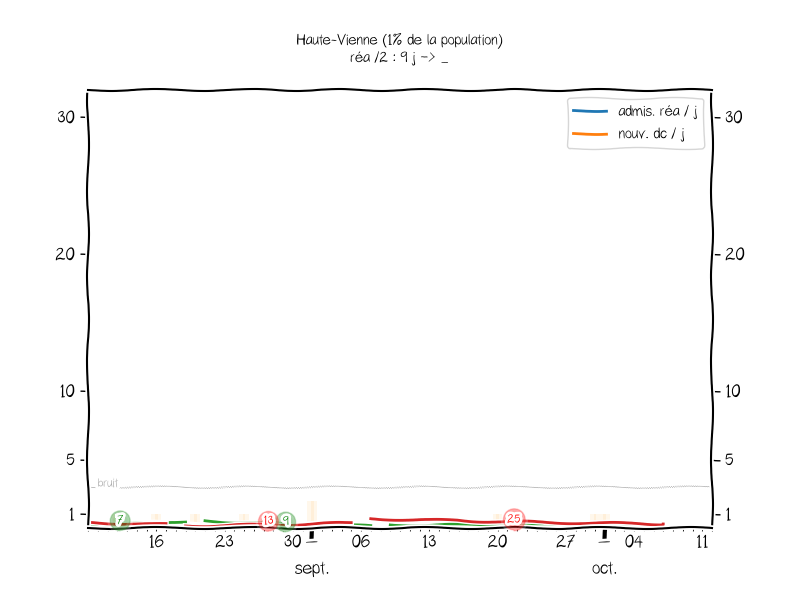 Haute-Vienne (1% de la population)
réa /2 : 9 j -> _
admis. réa / j
nouv. dc / j
30 30
20 20
10 10
5 5
bruit
1 1
7 13 9 25
16 23 30 06 13 20 27 04 11
sept. oct.